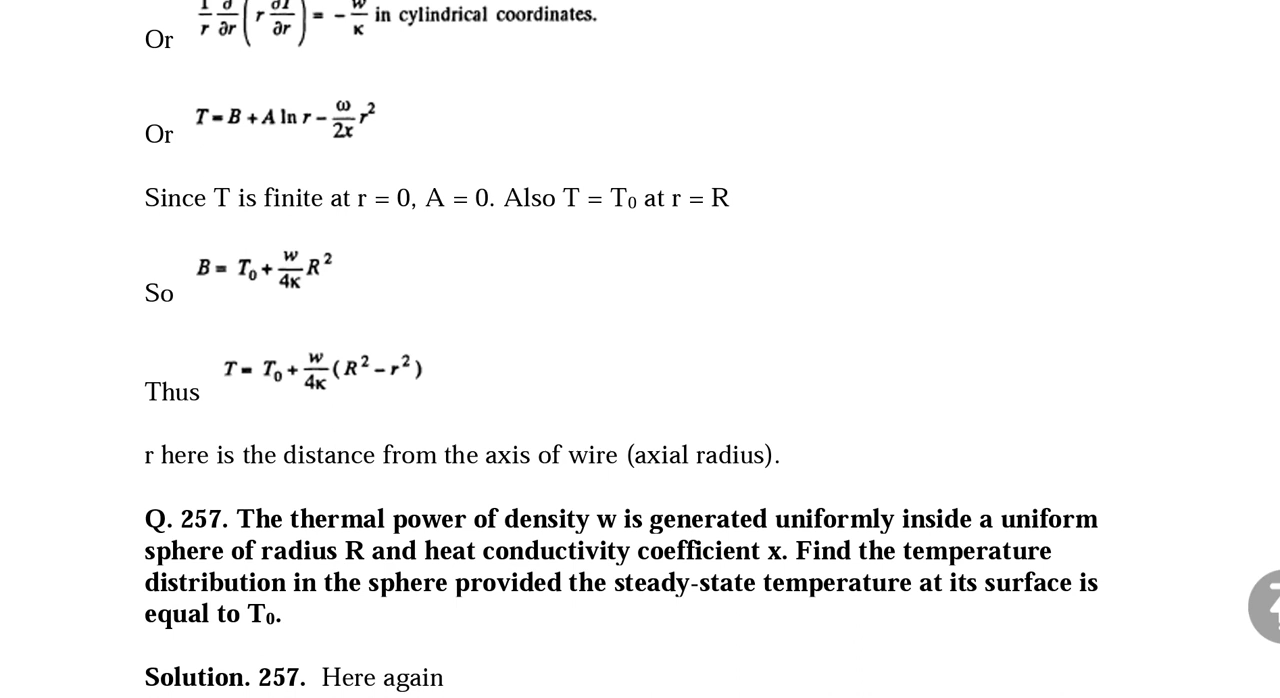 Or 1/r ∂/∂r ( r ∂T/∂r ) = - w/κ in cylindrical coordinates.
Or T = B + A ln r - ω/2x r²
Since T is finite at r = 0, A = 0. Also T = T₀ at r = R
So B = T₀ + w/4κ R²
Thus T = T₀ + w/4κ ( R² - r² )
r here is the distance from the axis of wire (axial radius).
Q. 257. The thermal power of density w is generated uniformly inside a uniform
sphere of radius R and heat conductivity coefficient x. Find the temperature
distribution in the sphere provided the steady-state temperature at its surface is
equal to T₀.
Solution. 257. Here again